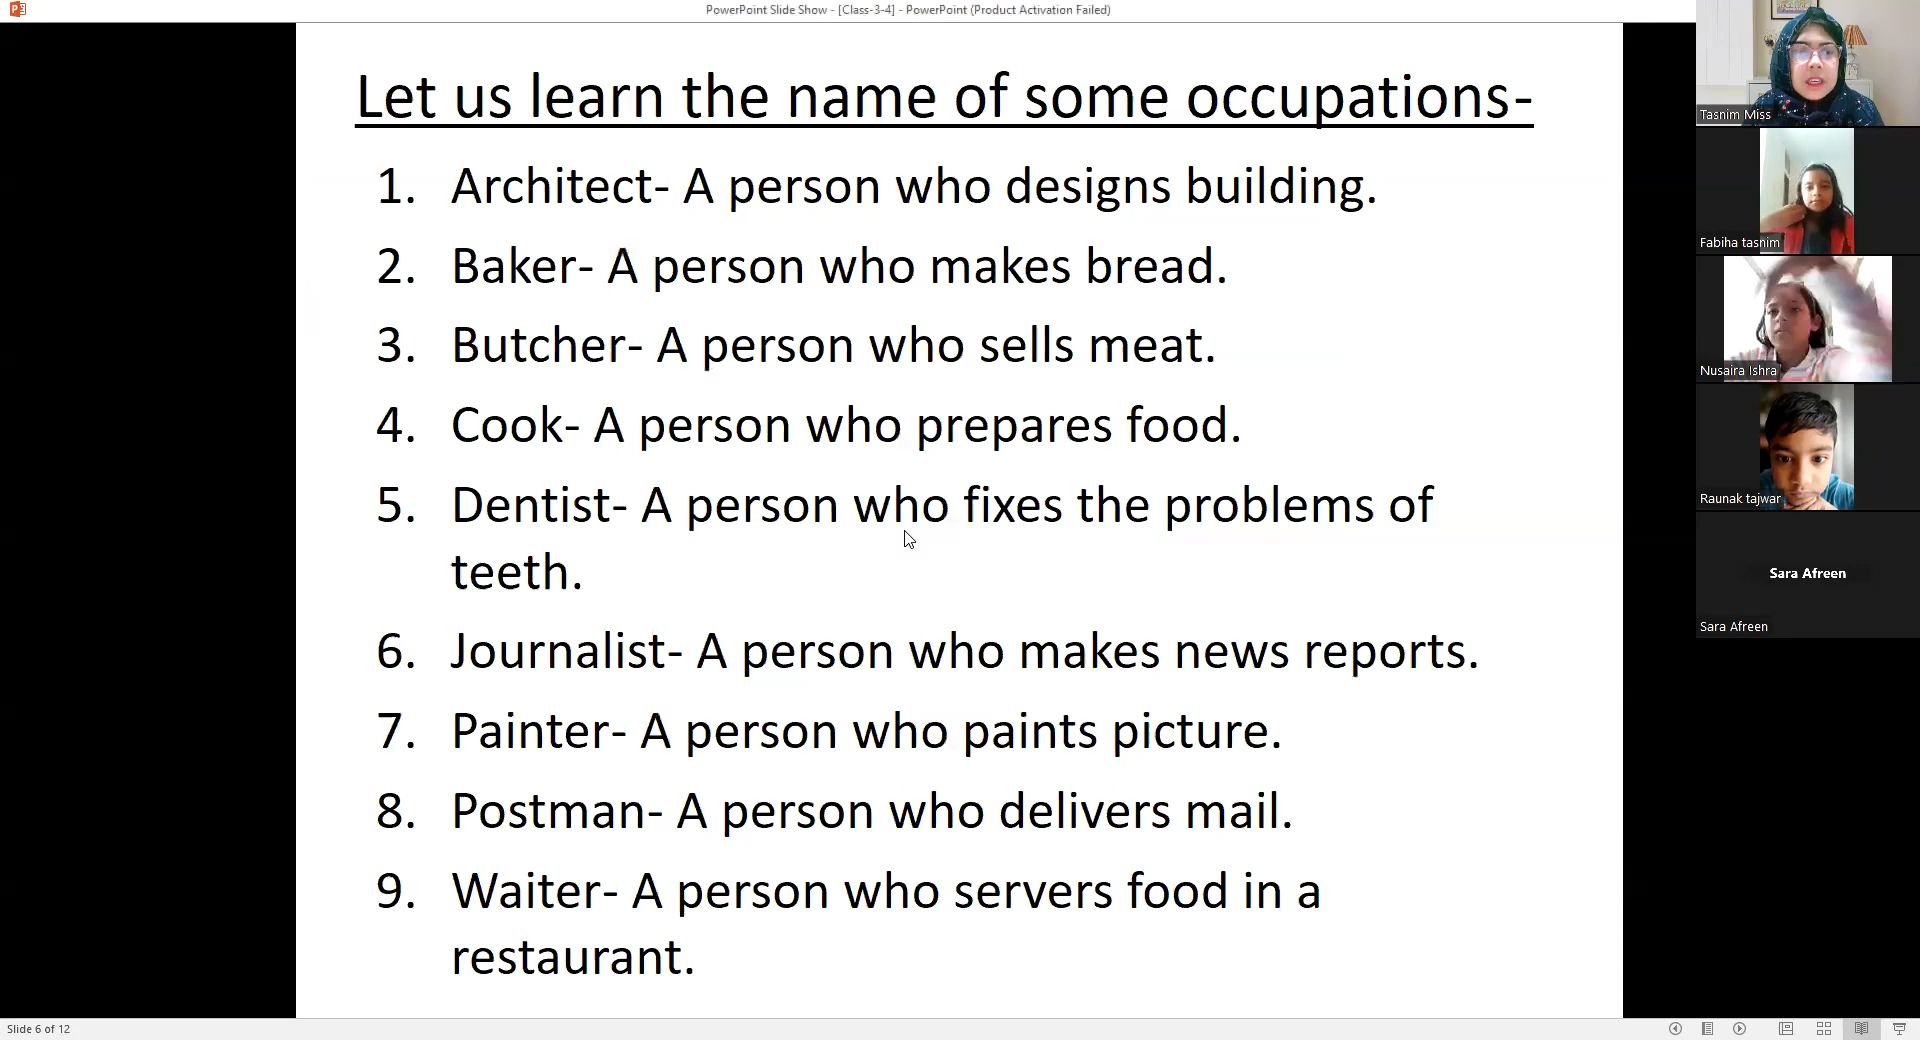 PowerPoint Slide Show - [Class-3-4] - PowerPoint (Product Activation Failed)
Let us learn the name of some occupations-
1. Architect- A person who designs building.
2. Baker- A person who makes bread.
3. Butcher- A person who sells meat.
4. Cook- A person who prepares food.
5. Dentist- A person who fixes the problems of
teeth.
6. Journalist- A person who makes news reports.
7. Painter- A person who paints picture.
8. Postman- A person who delivers mail.
9. Waiter- A person who servers food in a
restaurant.
Tasnim Miss
Fabiha tasnim
Nusaira Ishra
Raunak tajwar
Sara Afreen
Sara Afreen
Slide 6 of 12